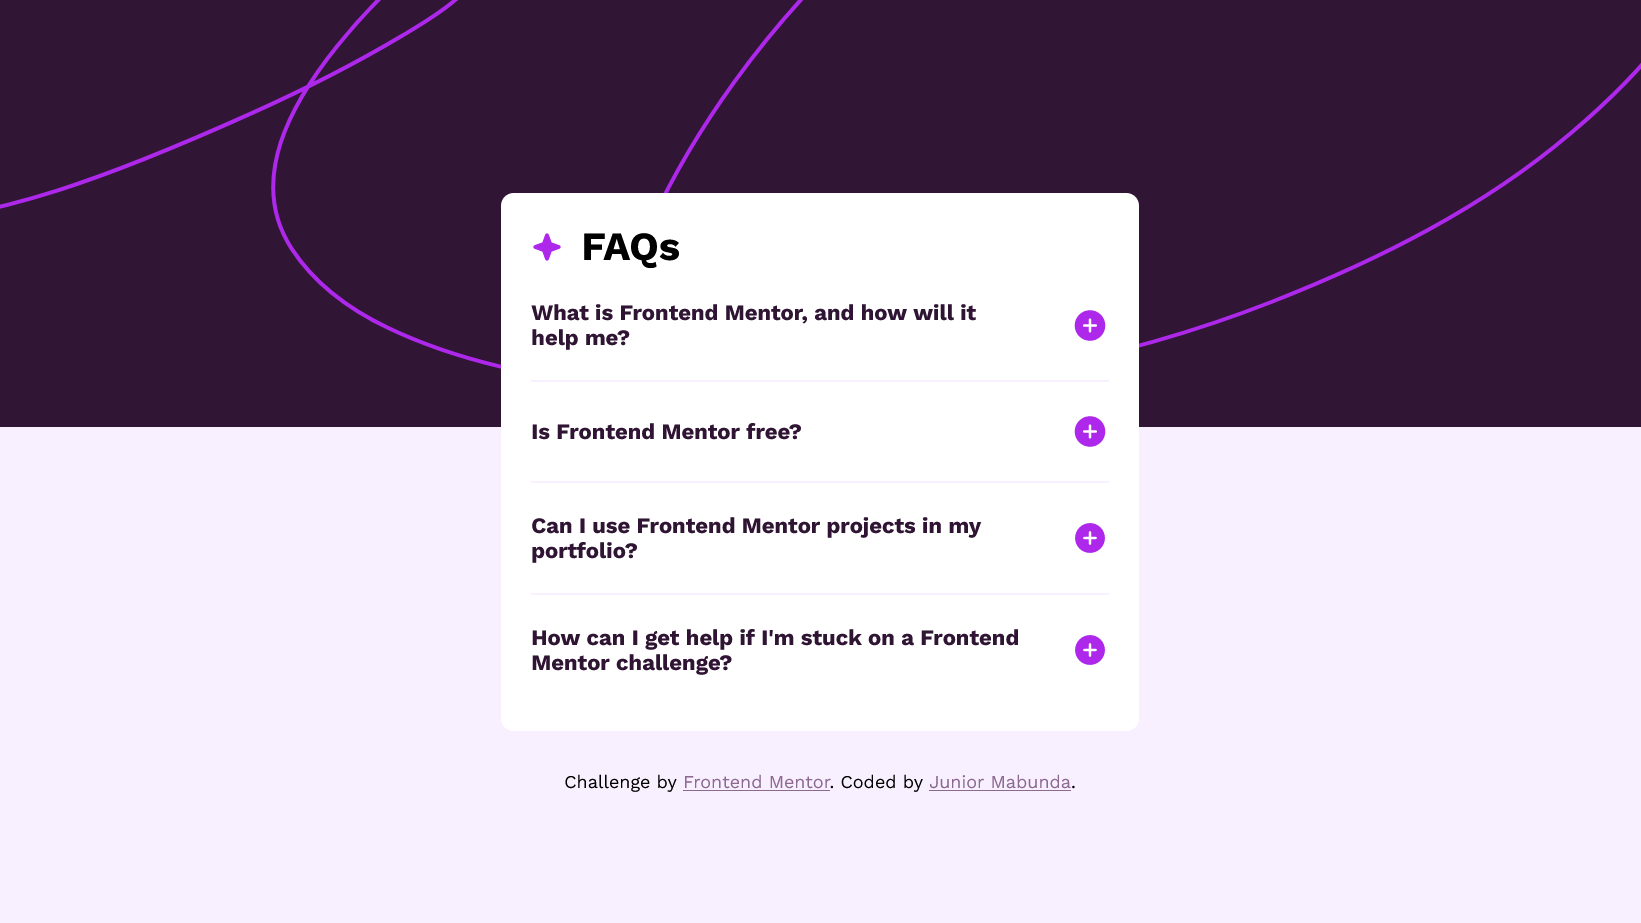 FAQs
What is Frontend Mentor, and how will it
help me?
Is Frontend Mentor free?
Can I use Frontend Mentor projects in my
portfolio?
How can I get help if I'm stuck on a Frontend
Mentor challenge?
Challenge by Frontend Mentor. Coded by Junior Mabunda.